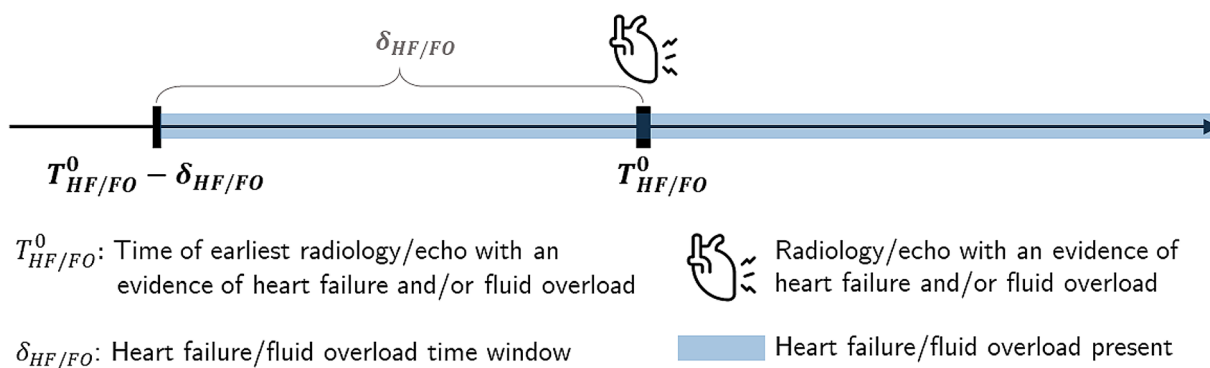 δ_HF/FO
T^0_HF/FO − δ_HF/FO
T^0_HF/FO
T^0_HF/FO: Time of earliest radiology/echo with an
evidence of heart failure and/or fluid overload
Radiology/echo with an evidence of
heart failure and/or fluid overload
δ_HF/FO: Heart failure/fluid overload time window
Heart failure/fluid overload present